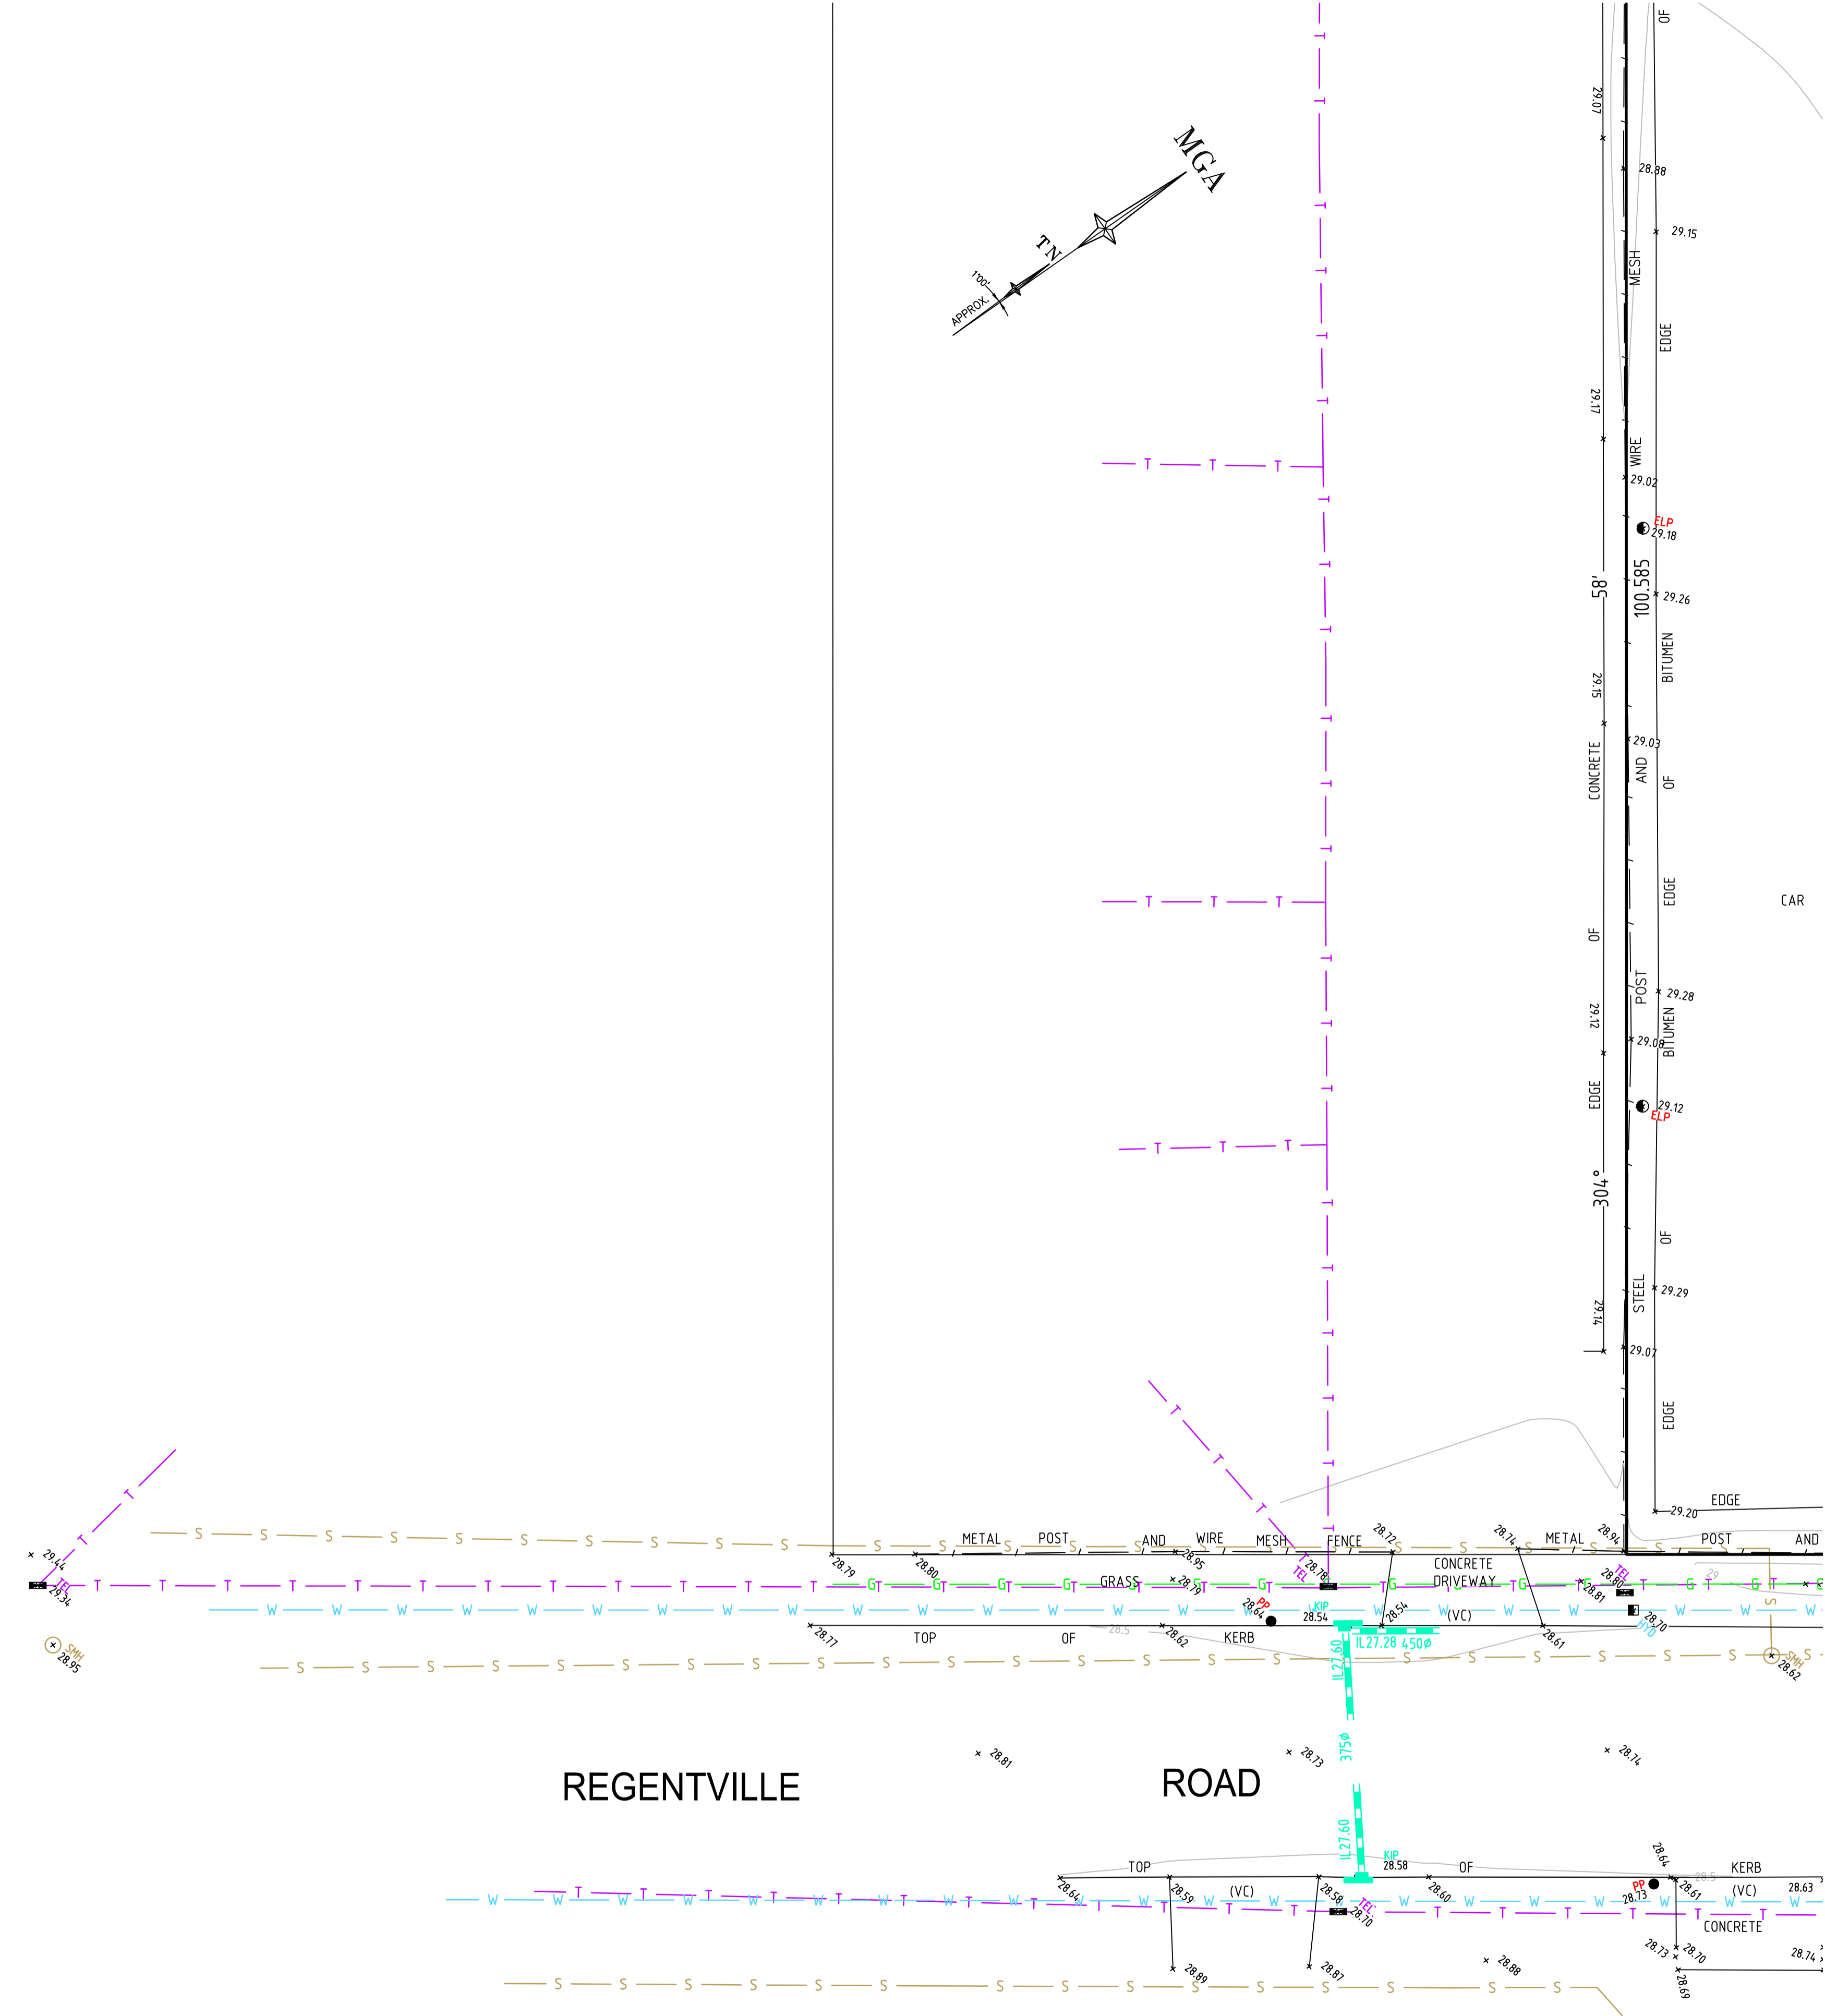 OF
29.07
28.88
29.15
MGA
T N
1°00'
APPROX.
MESH
EDGE
29.17
WIRE
29.02
ELP
29.18
100.585
58'
29.26
BITUMEN
29.15
29.03
CONCRETE
AND
OF
EDGE
CAR
OF
POST
29.28
29.12
BITUMEN
29.08
EDGE
29.12
ELP
304°
OF
STEEL
29.29
29.14
29.07
EDGE
29.20
EDGE
METAL POST AND WIRE MESH FENCE
28.72
28.74
METAL
28.94
POST AND
29.44
TEL
29.34
28.79
28.80
28.95
28.78
TEL
CONCRETE
DRIVEWAY
GRASS
28.79
28.80
TEL
28.81
29
PP
28.64
KIP
28.54
28.54
(VC)
28.70
HYD
28.77
TOP OF KERB
28.5
28.62
28.61
IL27.28 450ø
IL27.60
SMH
28.95
SMH
28.62
375ø
28.81
28.73
28.74
REGENTVILLE ROAD
IL27.60
KIP
28.58
TOP OF KERB
28.64
28.5
28.64
28.59
(VC)
28.58
28.60
PP
28.73
28.61
(VC)
28.63
TEL
28.70
CONCRETE
28.73
28.70
28.74
28.89
28.87
28.88
28.69
S S S S S S S S S S
T T T T T T T T T T
G G G G G G G G G G
W W W W W W W W W W